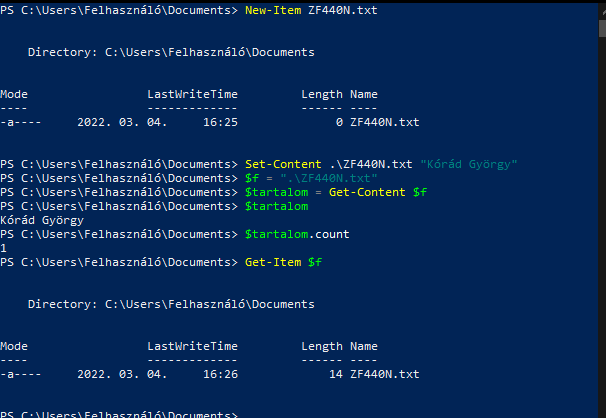 PS C:\Users\Felhasználó\Documents> New-Item ZF440N.txt
Directory: C:\Users\Felhasználó\Documents
Mode LastWriteTime Length Name
---- ------------- ------ ----
-a---- 2022. 03. 04. 16:25 0 ZF440N.txt
PS C:\Users\Felhasználó\Documents> Set-Content .\ZF440N.txt "Kórád György"
PS C:\Users\Felhasználó\Documents> $f = ".\ZF440N.txt"
PS C:\Users\Felhasználó\Documents> $tartalom = Get-Content $f
PS C:\Users\Felhasználó\Documents> $tartalom
Kórád György
PS C:\Users\Felhasználó\Documents> $tartalom.count
1
PS C:\Users\Felhasználó\Documents> Get-Item $f
Directory: C:\Users\Felhasználó\Documents
Mode LastWriteTime Length Name
---- ------------- ------ ----
-a---- 2022. 03. 04. 16:26 14 ZF440N.txt
PS C:\Users\Felhasználó\Documents>